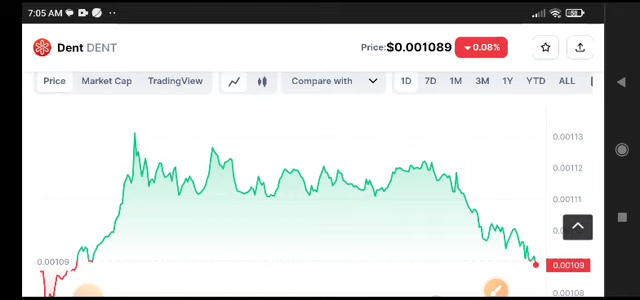 7:05 AM
Dent DENT
Price: $0.001089 0.08%
Price Market Cap TradingView Compare with 1D 7D 1M 3M 1Y YTD ALL
0.00113
0.00112
0.00111
0.00109
0.00109
0.00108